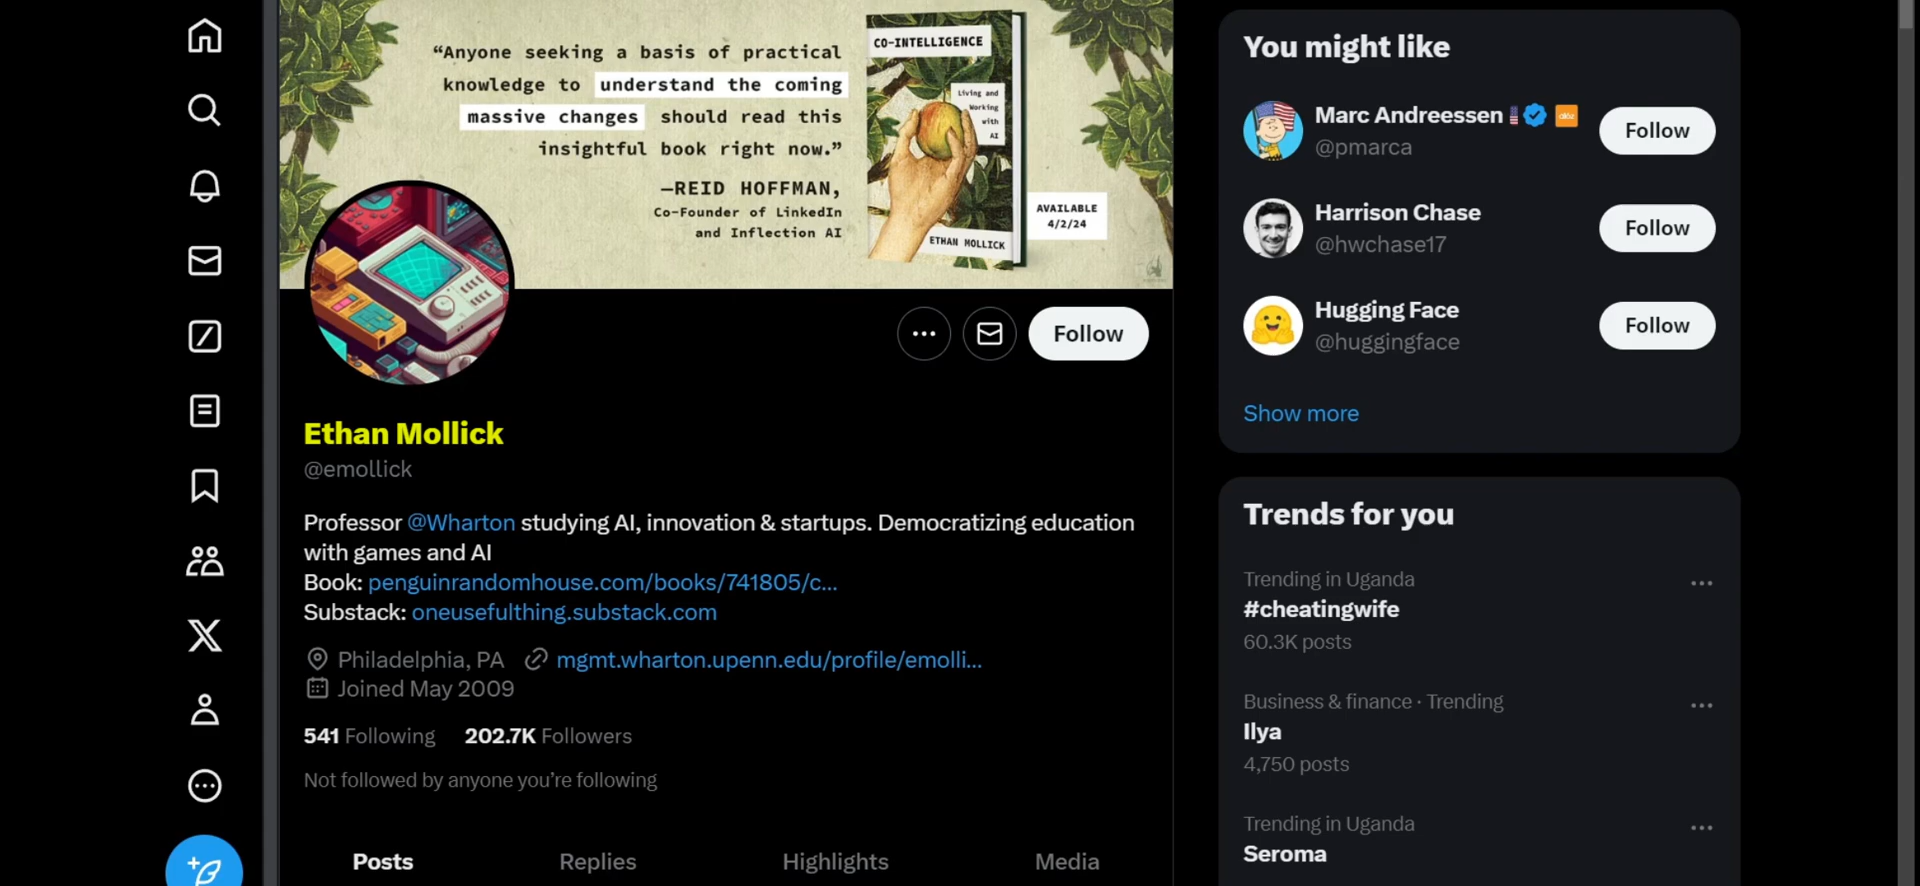 “Anyone seeking a basis of practical
knowledge to understand the coming
massive changes should read this
insightful book right now.”
—REID HOFFMAN,
Co-Founder of LinkedIn
and Inflection AI
CO-INTELLIGENCE
Living and
Working
with
AI
ETHAN MOLLICK
AVAILABLE
4/2/24
Follow
Ethan Mollick
@emollick
Professor @Wharton studying AI, innovation & startups. Democratizing education
with games and AI
Book: penguinrandomhouse.com/books/741805/c…
Substack: oneusefulthing.substack.com
Philadelphia, PA mgmt.wharton.upenn.edu/profile/emolli…
Joined May 2009
541 Following 202.7K Followers
Not followed by anyone you’re following
Posts Replies Highlights Media
You might like
Marc Andreessen
@pmarca
Follow
Harrison Chase
@hwchase17
Follow
Hugging Face
@huggingface
Follow
Show more
Trends for you
Trending in Uganda
#cheatingwife
60.3K posts
Business & finance · Trending
Ilya
4,750 posts
Trending in Uganda
Seroma